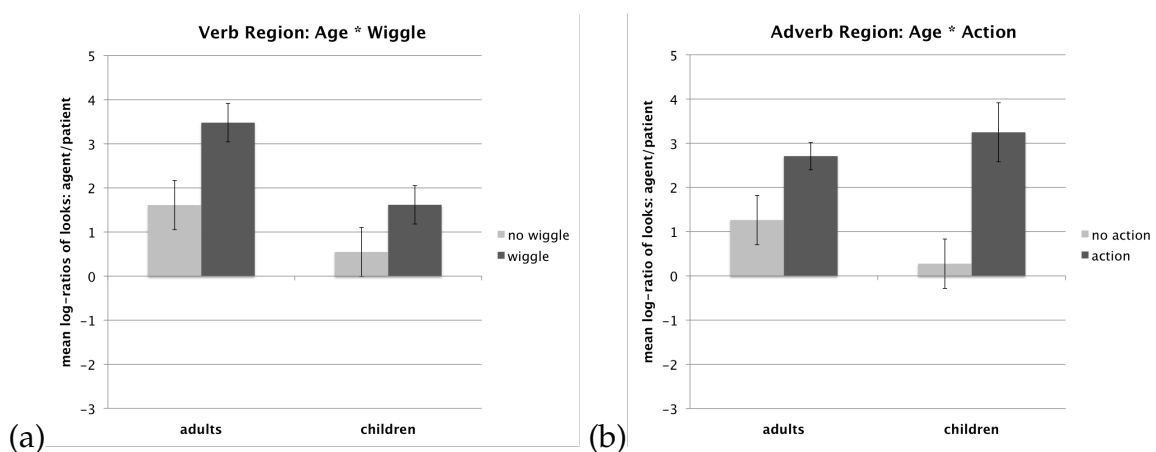 Verb Region: Age * Wiggle
mean log-ratios of looks: agent/patient
5
4
3
2
1
0
-1
-2
-3
adults children
no wiggle
wiggle
(a)
Adverb Region: Age * Action
mean log-ratio of looks: agent/patient
5
4
3
2
1
0
-1
-2
-3
adults children
no action
action
(b)